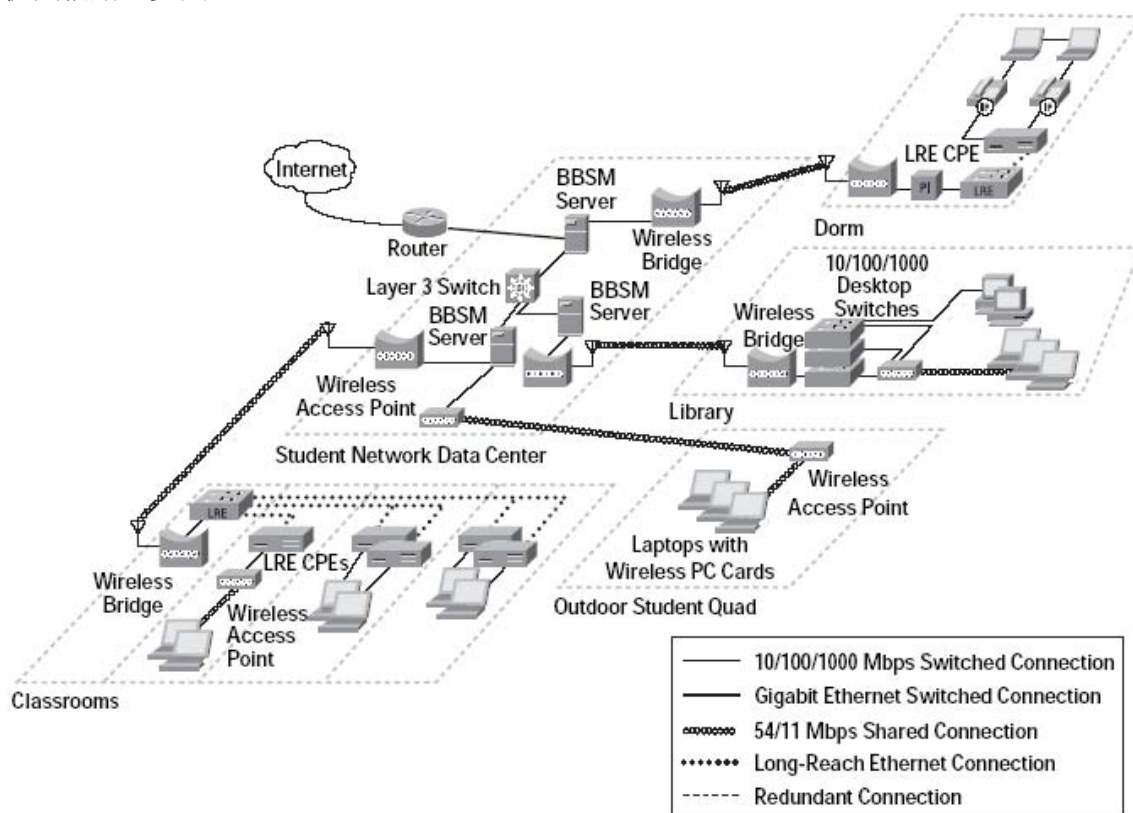 Internet
Router
BBSM
Server
Wireless
Bridge
LRE CPE
LRE
Dorm
Layer 3 Switch
BBSM
Server
BBSM
Server
10/100/1000
Desktop
Switches
Wireless
Bridge
Library
Wireless
Access Point
Student Network Data Center
Wireless
Access Point
Laptops with
Wireless PC Cards
Outdoor Student Quad
LRE
LRE CPEs
Wireless
Bridge
Wireless
Access
Point
Classrooms
10/100/1000 Mbps Switched Connection
Gigabit Ethernet Switched Connection
54/11 Mbps Shared Connection
Long-Reach Ethernet Connection
Redundant Connection